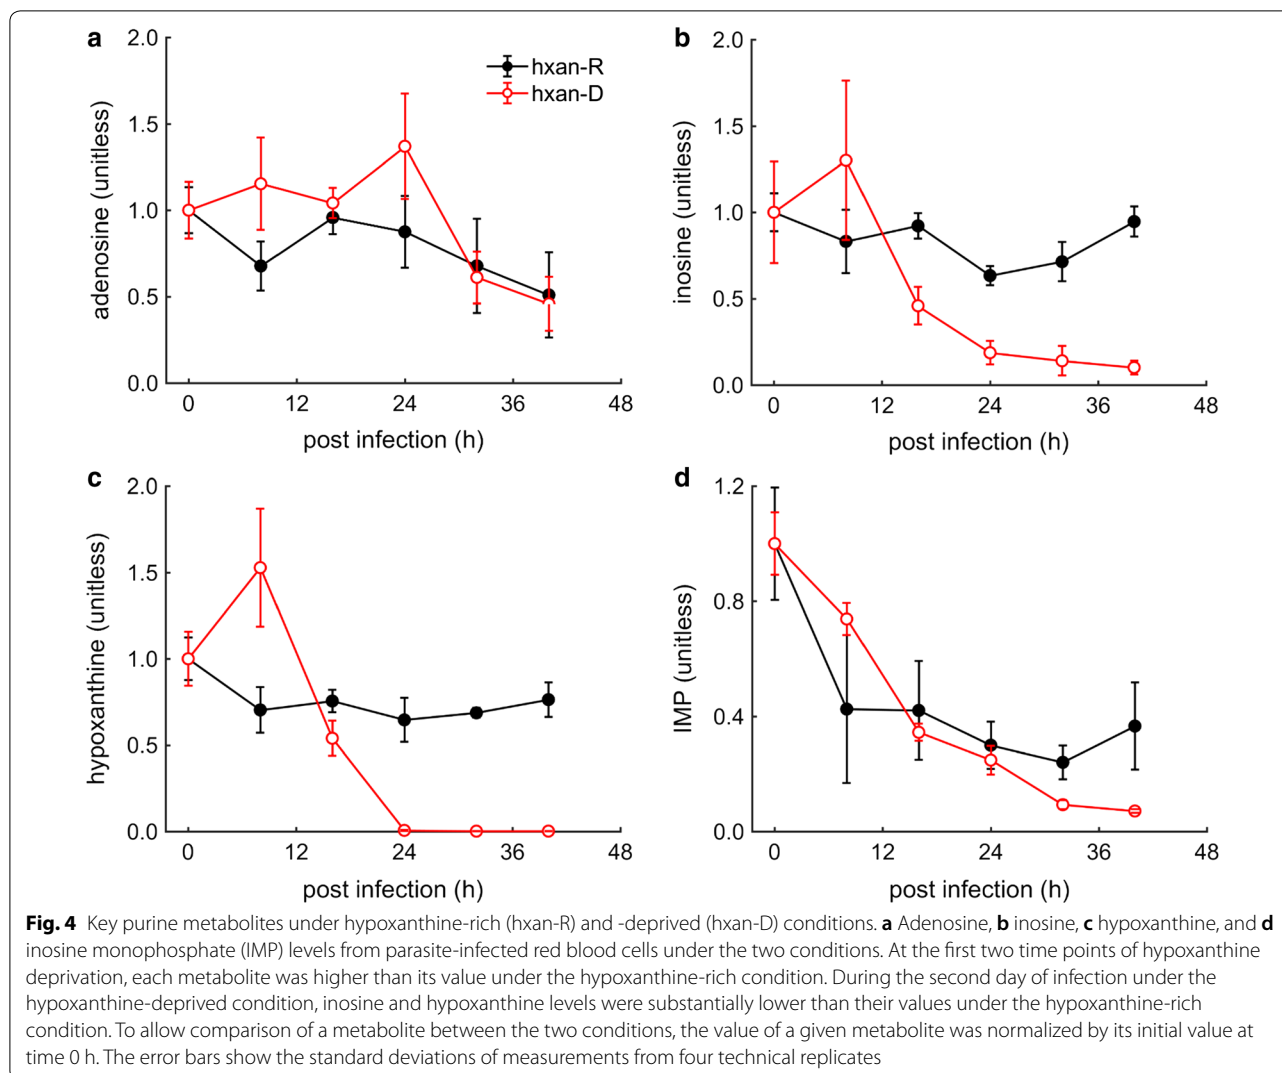 a
2.0
1.5
1.0
0.5
0.0
adenosine (unitless)
hxan-R
hxan-D
0 12 24 36 48
post infection (h)
b
2.0
1.5
1.0
0.5
0.0
inosine (unitless)
0 12 24 36 48
post infection (h)
c
2.0
1.5
1.0
0.5
0.0
hypoxanthine (unitless)
0 12 24 36 48
post infection (h)
d
1.2
0.8
0.4
0.0
IMP (unitless)
0 12 24 36 48
post infection (h)
Fig. 4 Key purine metabolites under hypoxanthine-rich (hxan-R) and -deprived (hxan-D) conditions. a Adenosine, b inosine, c hypoxanthine, and d
inosine monophosphate (IMP) levels from parasite-infected red blood cells under the two conditions. At the first two time points of hypoxanthine
deprivation, each metabolite was higher than its value under the hypoxanthine-rich condition. During the second day of infection under the
hypoxanthine-deprived condition, inosine and hypoxanthine levels were substantially lower than their values under the hypoxanthine-rich
condition. To allow comparison of a metabolite between the two conditions, the value of a given metabolite was normalized by its initial value at
time 0 h. The error bars show the standard deviations of measurements from four technical replicates